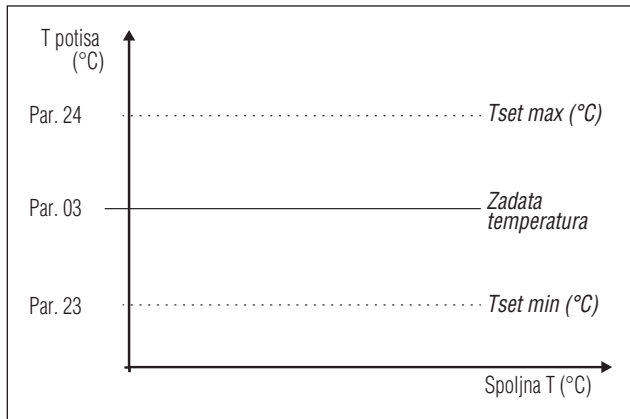 T potisa
(°C)
Par. 24
Tset max (°C)
Par. 03
Zadata
temperatura
Par. 23
Tset min (°C)
Spoljna T (°C)